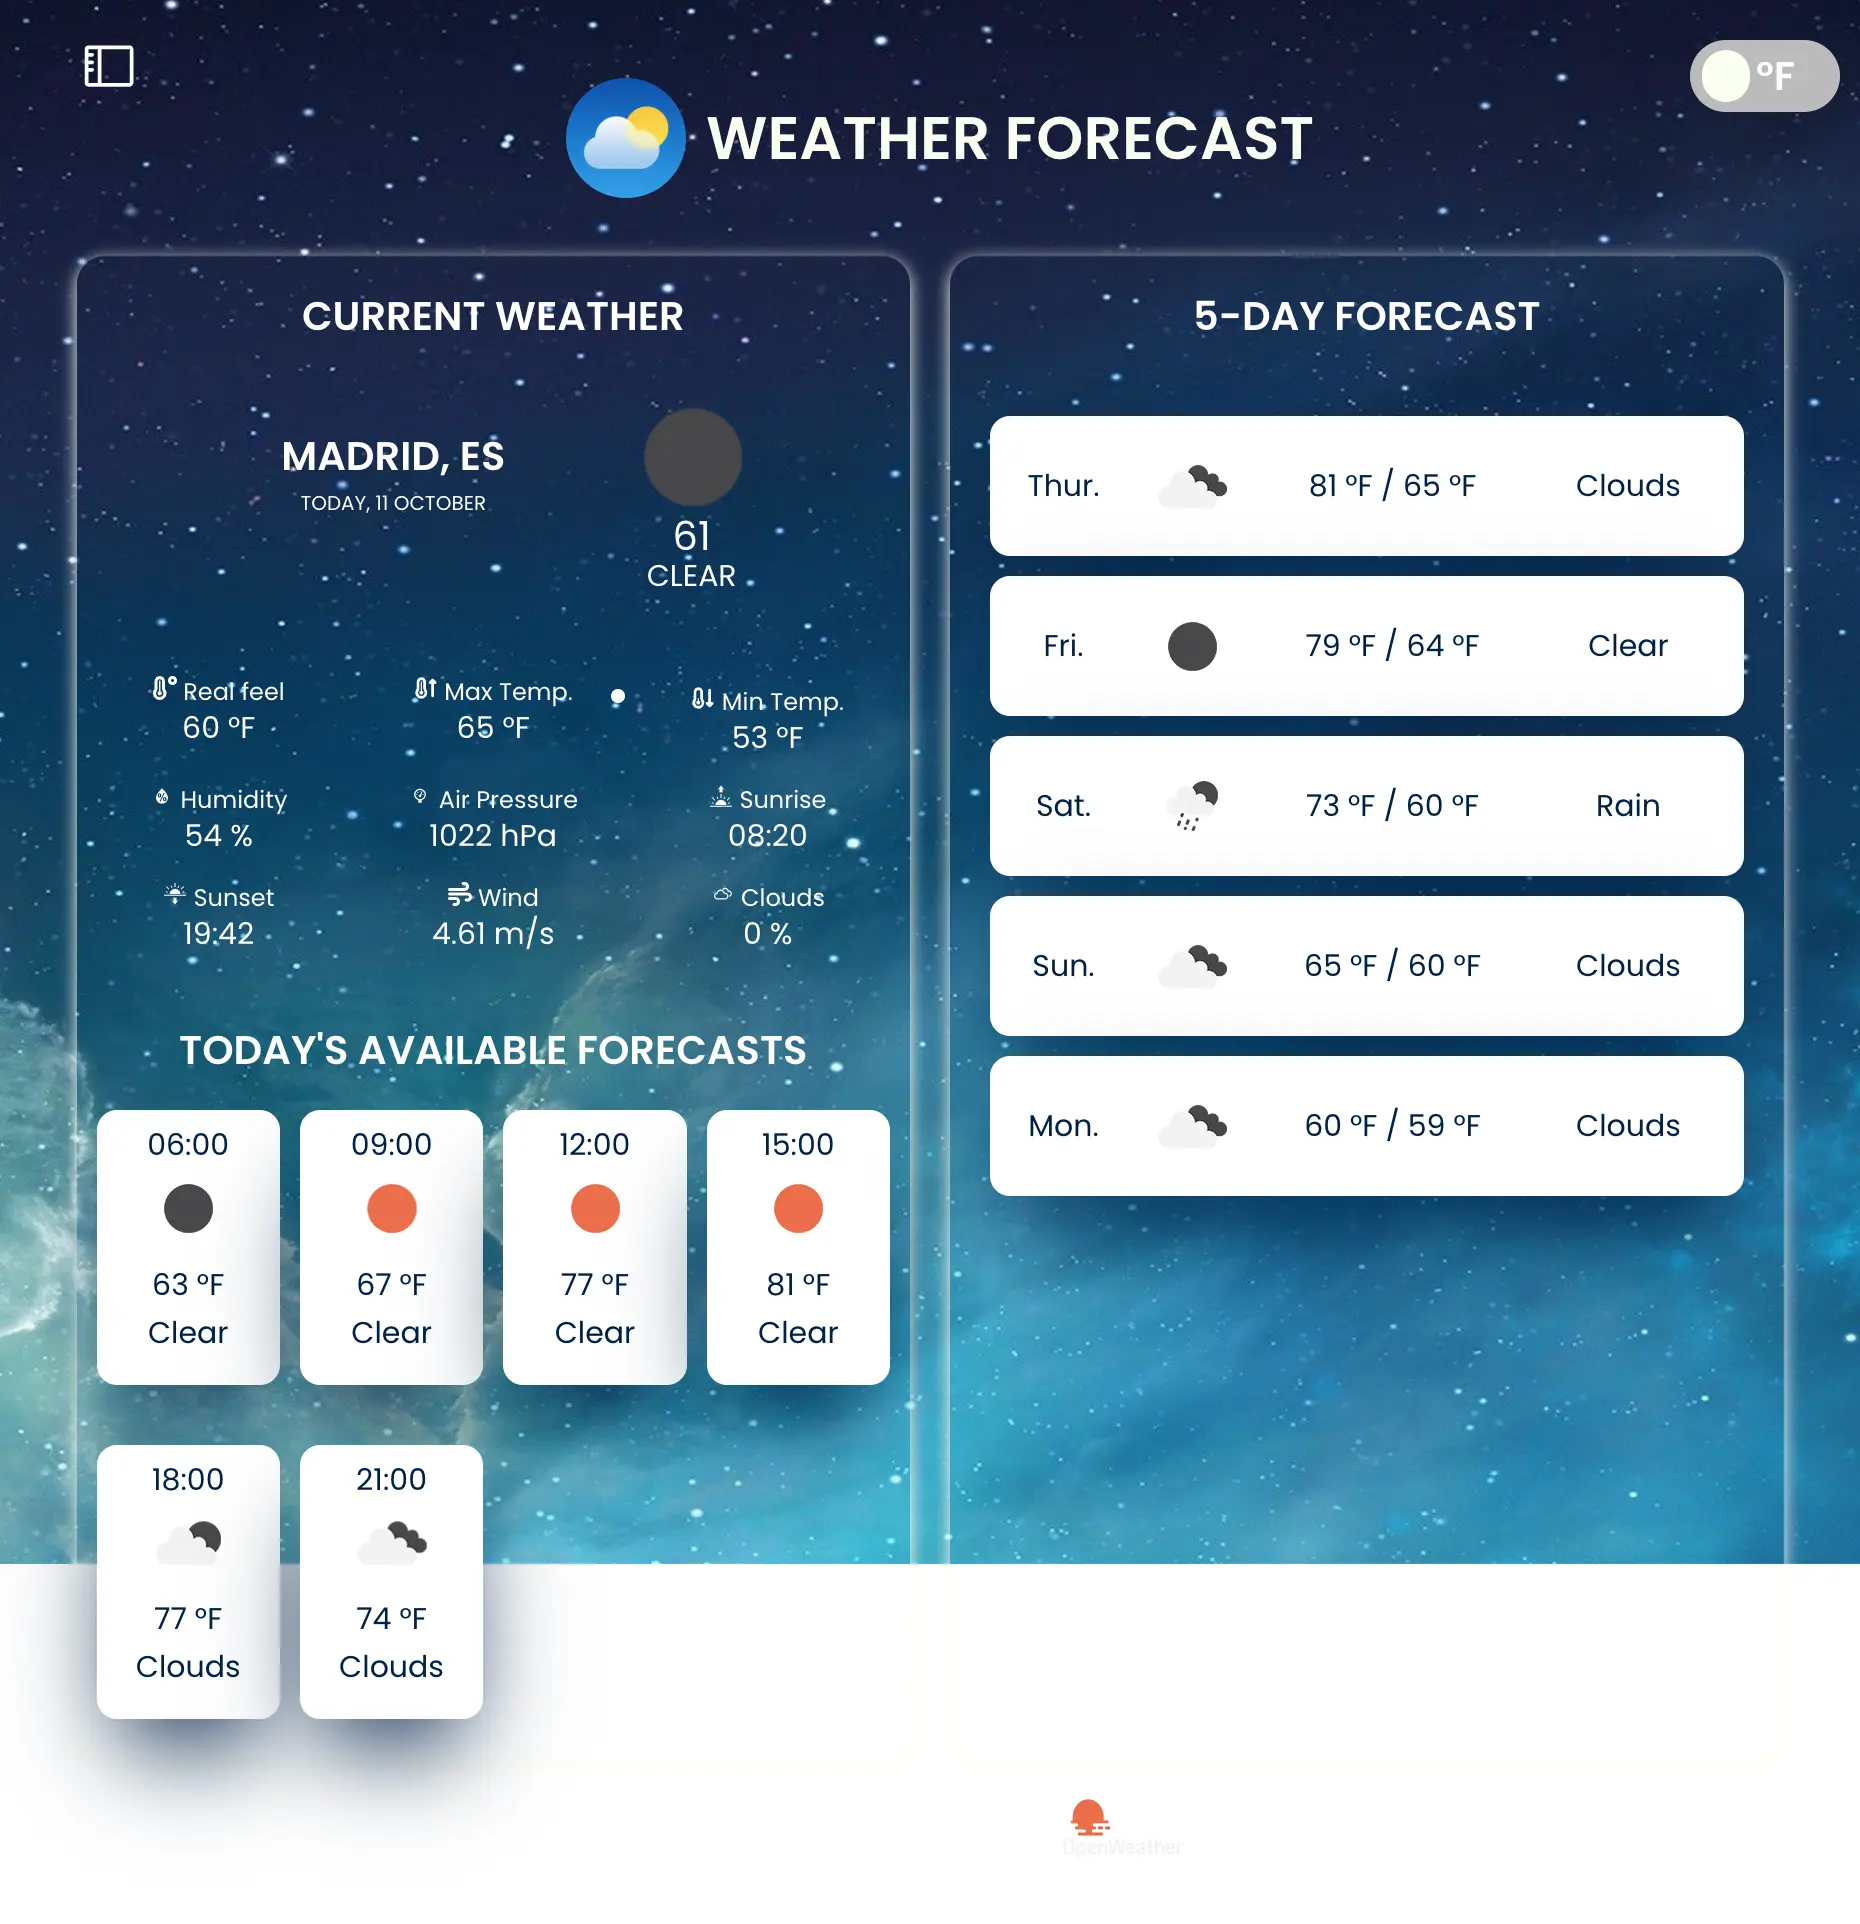 °F
WEATHER FORECAST
CURRENT WEATHER
MADRID, ES
TODAY, 11 OCTOBER
61
CLEAR
Real feel
60 °F
Max Temp.
65 °F
Min Temp.
53 °F
Humidity
54 %
Air Pressure
1022 hPa
Sunrise
08:20
Sunset
19:42
Wind
4.61 m/s
Clouds
0 %
TODAY'S AVAILABLE FORECASTS
06:00
63 °F
Clear
09:00
67 °F
Clear
12:00
77 °F
Clear
15:00
81 °F
Clear
18:00
77 °F
Clouds
21:00
74 °F
Clouds
5-DAY FORECAST
Thur. 81 °F / 65 °F Clouds
Fri. 79 °F / 64 °F Clear
Sat. 73 °F / 60 °F Rain
Sun. 65 °F / 60 °F Clouds
Mon. 60 °F / 59 °F Clouds
OpenWeather